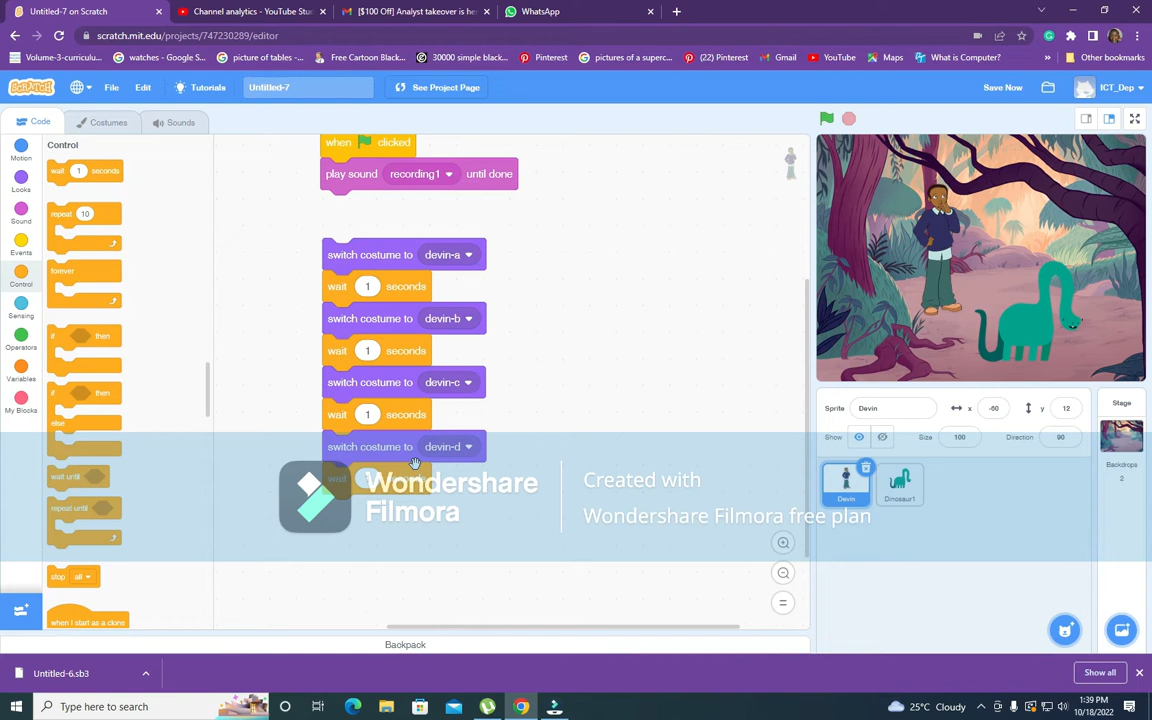 Untitled-7 on Scratch
Channel analytics - YouTube Stu
[$100 Off] Analyst takeover is he
WhatsApp
scratch.mit.edu/projects/747230289/editor
Volume-3-curriculu...
watches - Google S...
picture of tables -...
Free Cartoon Black...
30000 simple black...
Pinterest
pictures of a superc...
(22) Pinterest
Gmail
YouTube
Maps
What is Computer?
Other bookmarks
SCRATCH
File
Edit
Tutorials
Untitled-7
See Project Page
Save Now
ICT_Dep
Code
Costumes
Sounds
Motion
Looks
Sound
Events
Control
Sensing
Operators
Variables
My Blocks
Control
wait 1 seconds
repeat 10
forever
if then
if then
else
wait until
repeat until
stop all
when I start as a clone
when clicked
play sound recording1 until done
switch costume to devin-a
wait 1 seconds
switch costume to devin-b
wait 1 seconds
switch costume to devin-c
wait 1 seconds
switch costume to devin-d
wait
Wondershare
Filmora
Created with
Wondershare Filmora free plan
Sprite Devin x -60 y 12
Show Size 100 Direction 90
Devin
Dinosaur1
Stage
Backdrops
2
Backpack
Untitled-6.sb3
Show all
Type here to search
25°C Cloudy
1:39 PM
10/18/2022